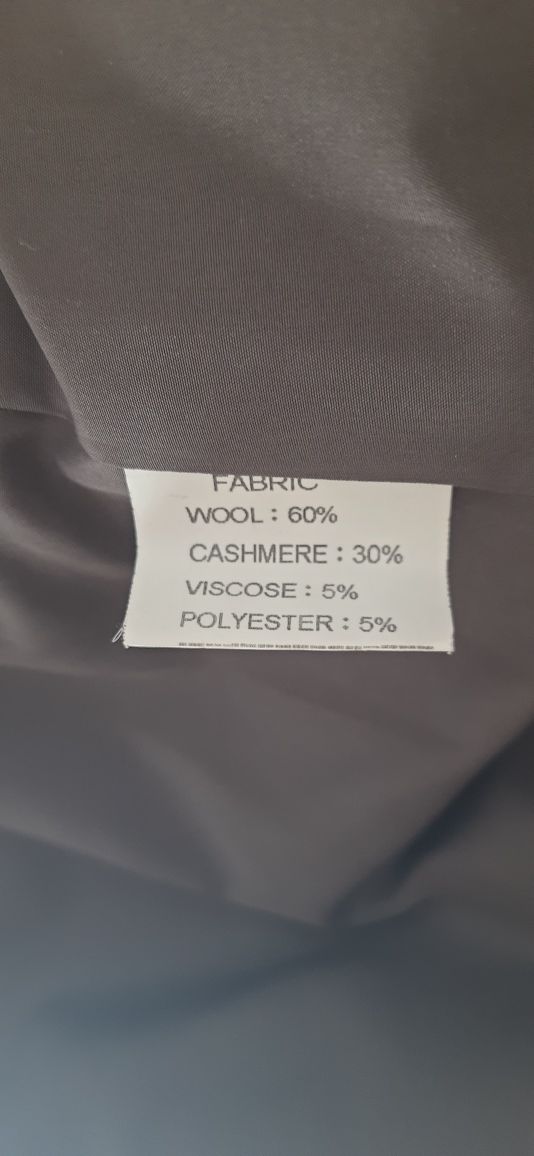 FABRIC
WOOL : 60%
CASHMERE : 30%
VISCOSE : 5%
POLYESTER : 5%